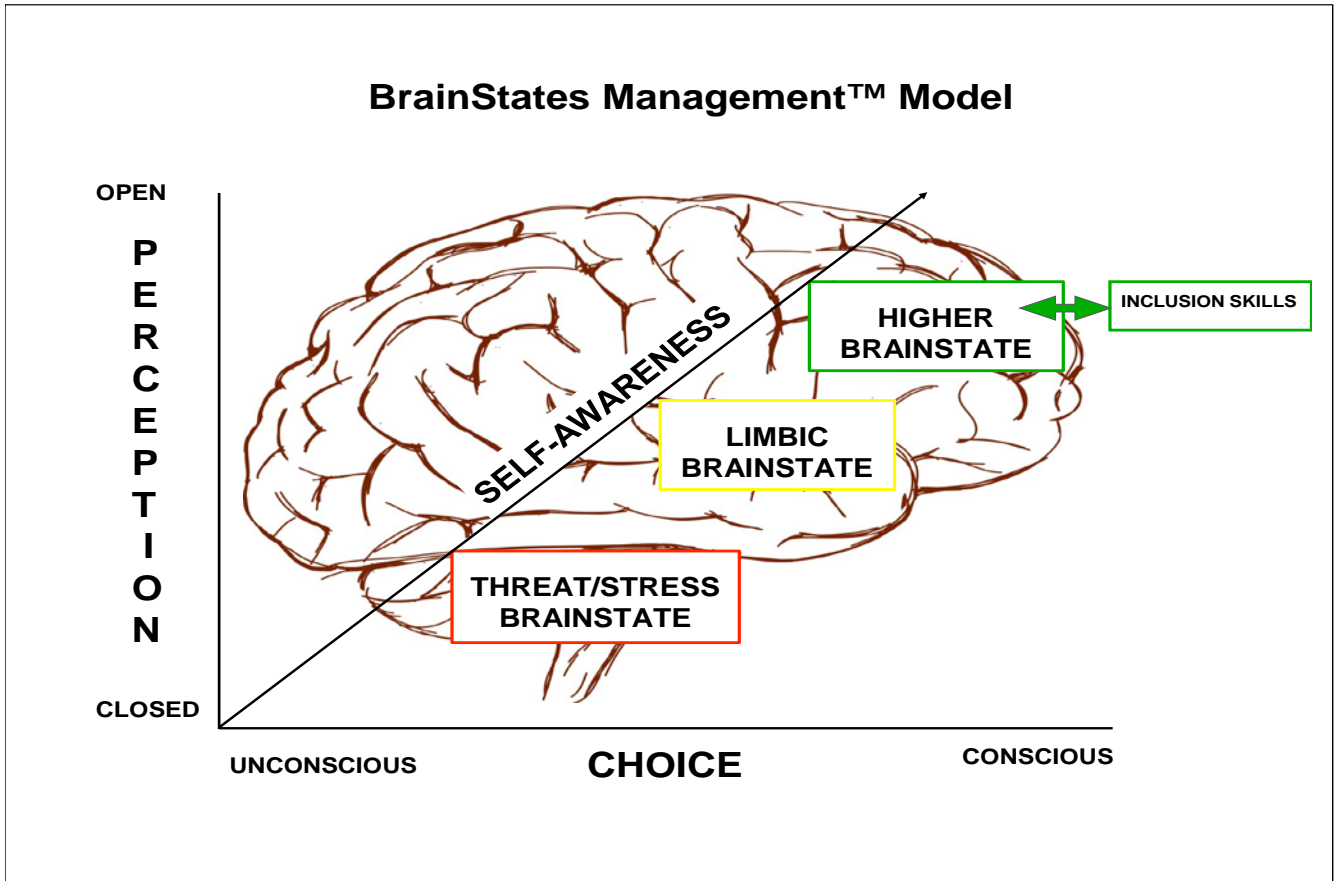 BrainStates Management™ Model
OPEN
PERCEPTION
CLOSED
SELF-AWARENESS
HIGHER
BRAINSTATE
INCLUSION SKILLS
LIMBIC
BRAINSTATE
THREAT/STRESS
BRAINSTATE
UNCONSCIOUS
CHOICE
CONSCIOUS